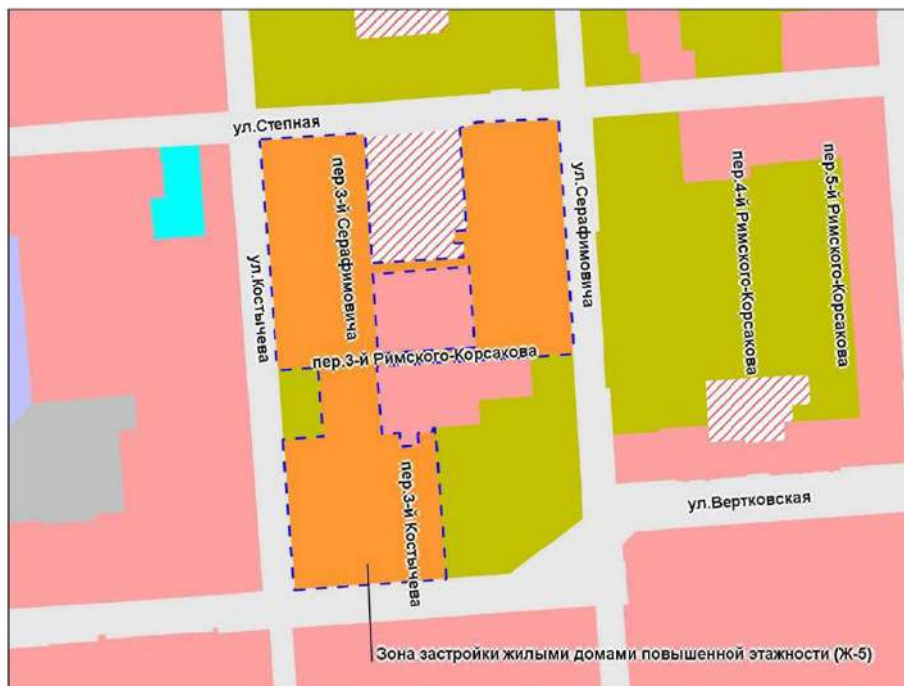 ул.Степная
пер.3-й Серафимовича
ул.Серафимовича
ул.Костычева
пер.3-й Римского-Корсакова
пер.4-й Римского-Корсакова
пер.5-й Римского-Корсакова
пер.3-й Костычева
ул.Вертковская
Зона застройки жилыми домами повышенной этажности (Ж-5)